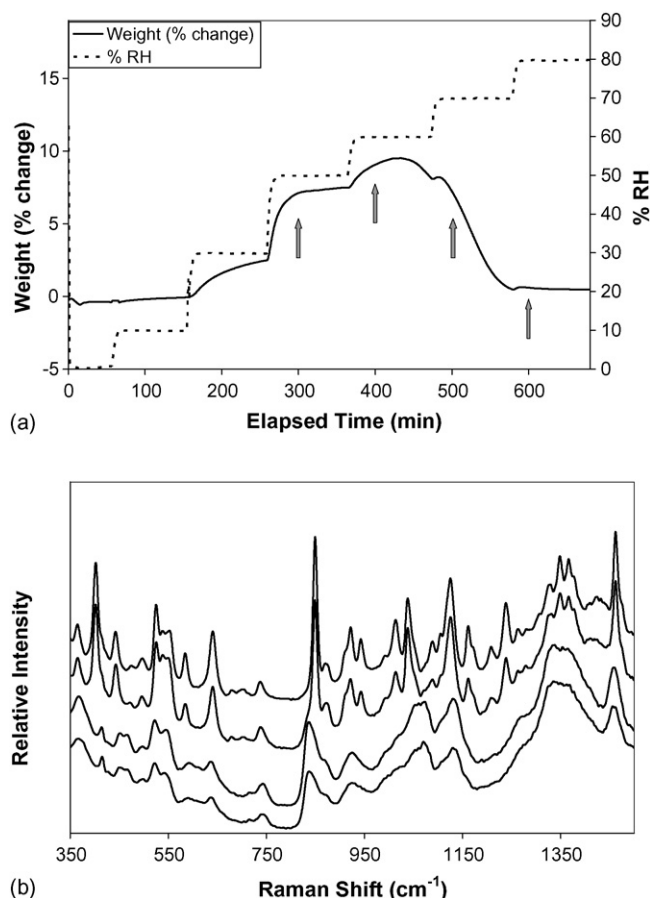 Weight (% change)
% RH
15
10
5
0
-5
90
80
70
60
50
40
30
20
10
0
0 100 200 300 400 500 600
Weight (% change)
% RH
Elapsed Time (min)
(a)
Relative Intensity
350 550 750 950 1150 1350
Raman Shift (cm⁻¹)
(b)